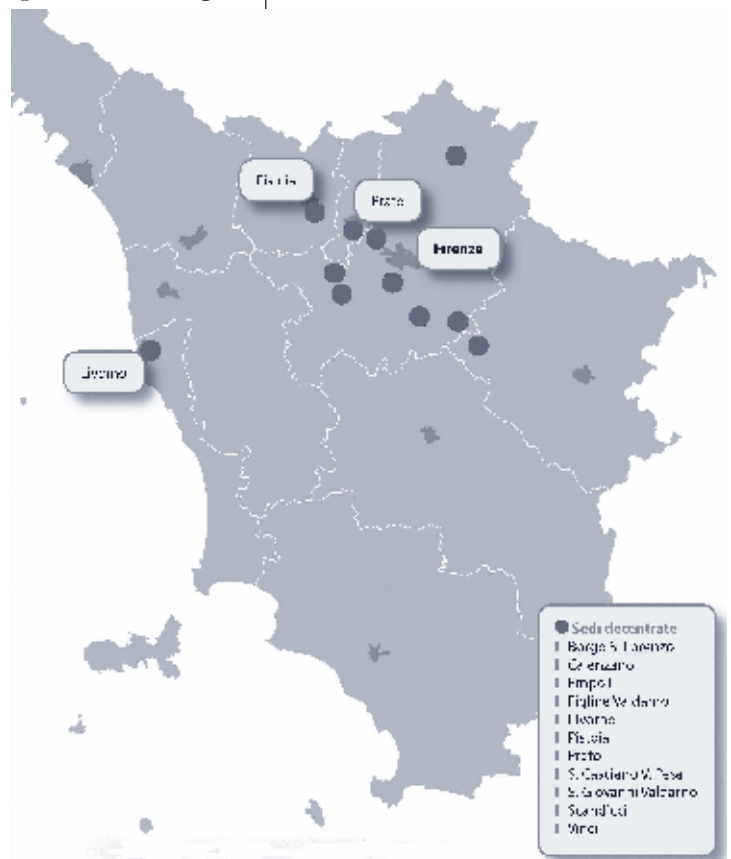 Pistoia
Prato
Firenze
Livorno
Sedi decentrate
Borgo S. Lorenzo
Calenzano
Empoli
Figline Valdarno
Livorno
Pistoia
Prato
S. Casciano V. Pesa
S. Giovanni Valdarno
Scandicci
Vinci